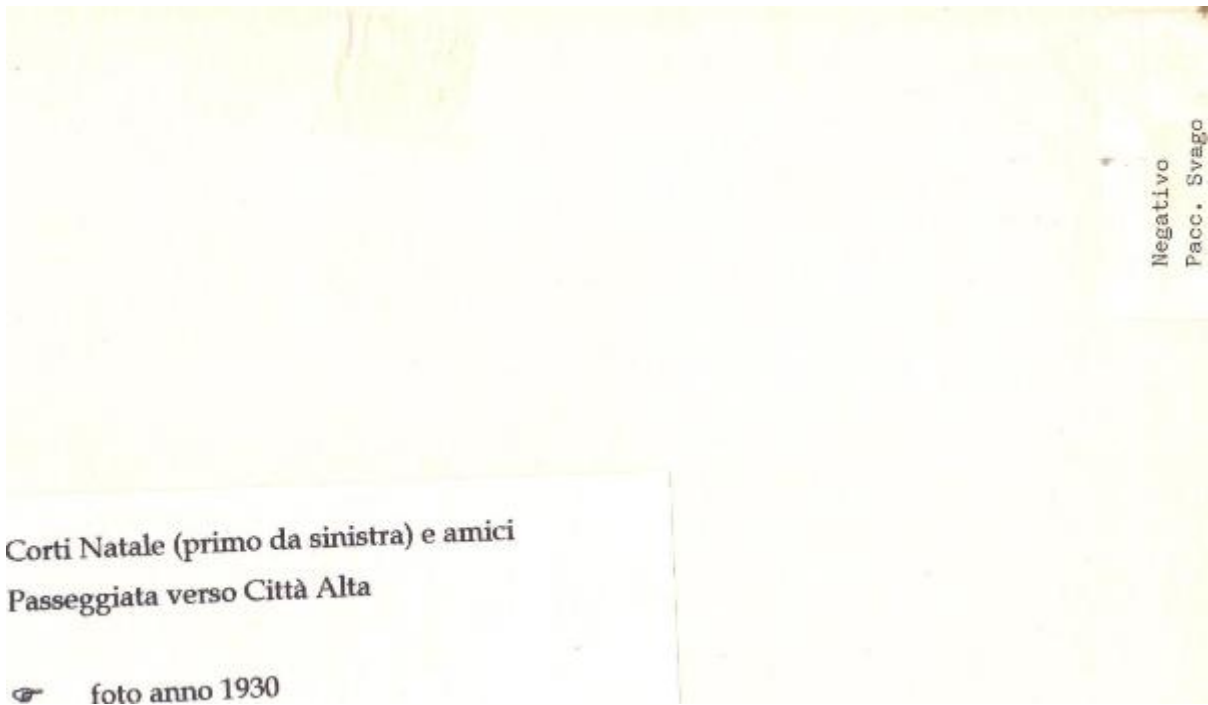 Negativo
Pacc. Svago
Corti Natale (primo da sinistra) e amici
Passeggiata verso Città Alta
☞ foto anno 1930